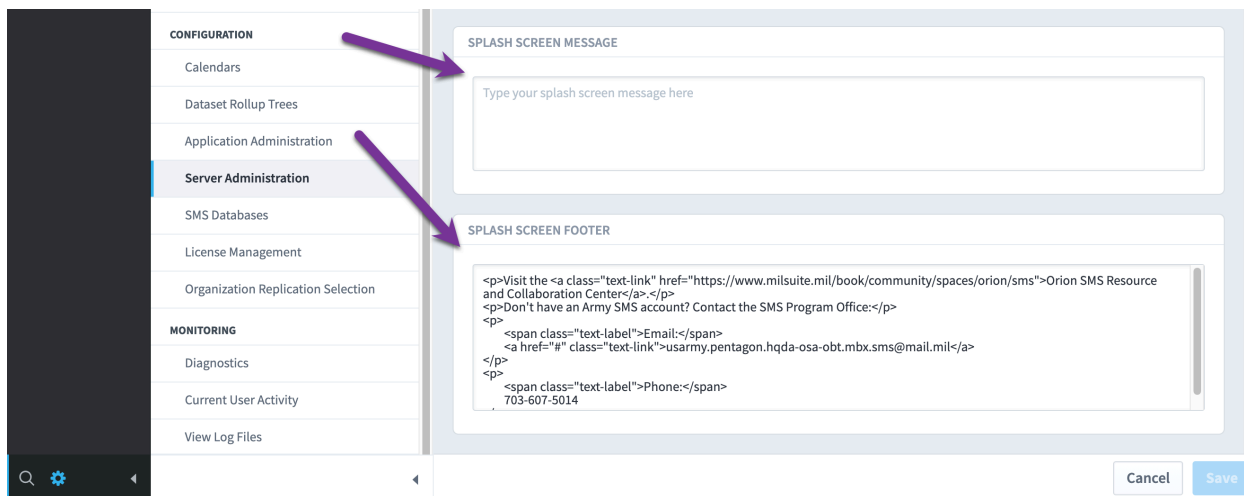 CONFIGURATION
Calendars
Dataset Rollup Trees
Application Administration
Server Administration
SMS Databases
License Management
Organization Replication Selection
MONITORING
Diagnostics
Current User Activity
View Log Files
SPLASH SCREEN MESSAGE
Type your splash screen message here
SPLASH SCREEN FOOTER
<p>Visit the <a class="text-link" href="https://www.milsuite.mil/book/community/spaces/orion/sms">Orion SMS Resource
and Collaboration Center</a>.</p>
<p>Don't have an Army SMS account? Contact the SMS Program Office:</p>
<p>
<span class="text-label">Email:</span>
<a href="#" class="text-link">usarmy.pentagon.hqda-osa-obt.mbx.sms@mail.mil</a>
</p>
<p>
<span class="text-label">Phone:</span>
703-607-5014
Cancel
Save